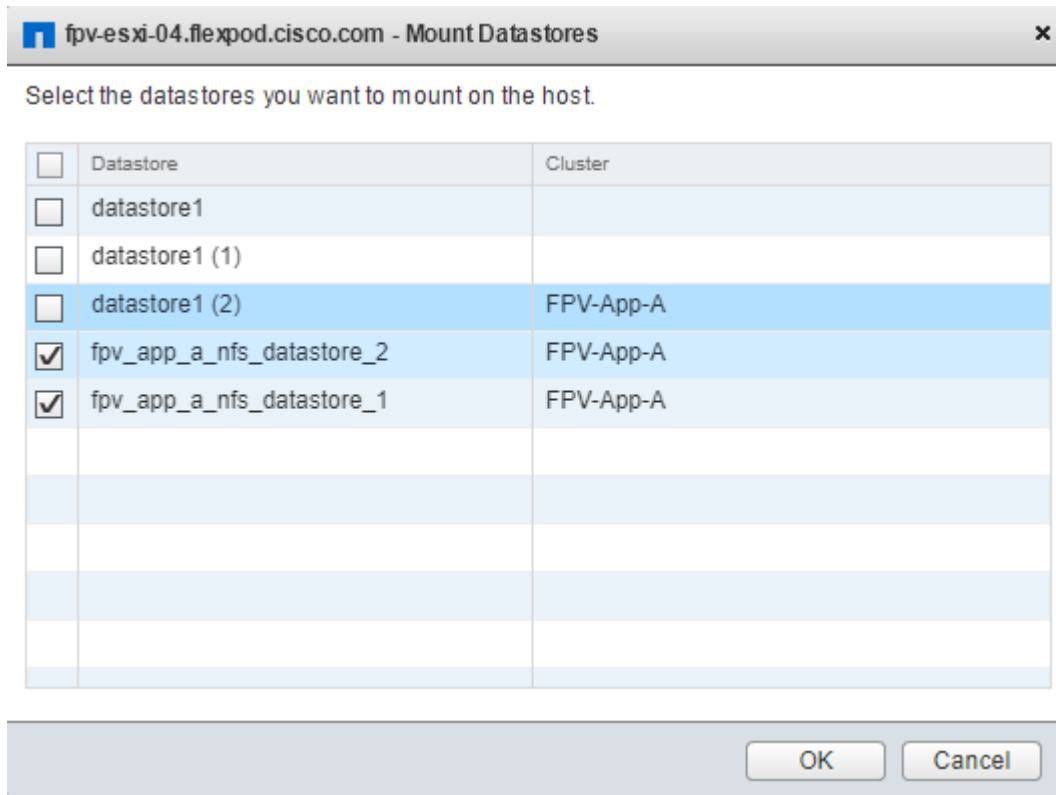 fpv-esxi-04.flexpod.cisco.com - Mount Datastores
Select the datastores you want to mount on the host.
Datastore Cluster
datastore1
datastore1 (1)
datastore1 (2) FPV-App-A
fpv_app_a_nfs_datastore_2 FPV-App-A
fpv_app_a_nfs_datastore_1 FPV-App-A
OK Cancel